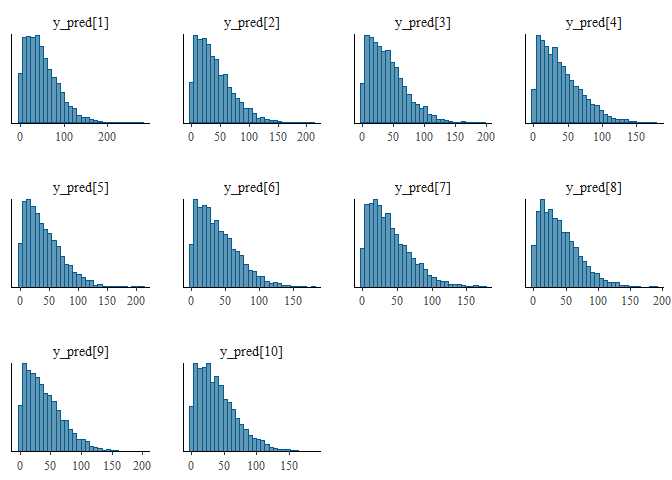 y_pred[1] y_pred[2] y_pred[3] y_pred[4]
0 100 200 0 50 100 150 200 0 50 100 150 200 0 50 100 150
y_pred[5] y_pred[6] y_pred[7] y_pred[8]
0 50 100 150 200 0 50 100 150 0 50 100 150 0 50 100 150 200
y_pred[9] y_pred[10]
0 50 100 150 200 0 50 100 150